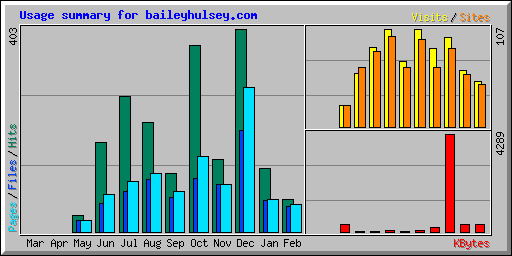 Usage summary for baileyhulsey.com
Visits / Sites
403
107
4289
Pages / Files / Hits
Mar Apr May Jun Jul Aug Sep Oct Nov Dec Jan Feb
KBytes